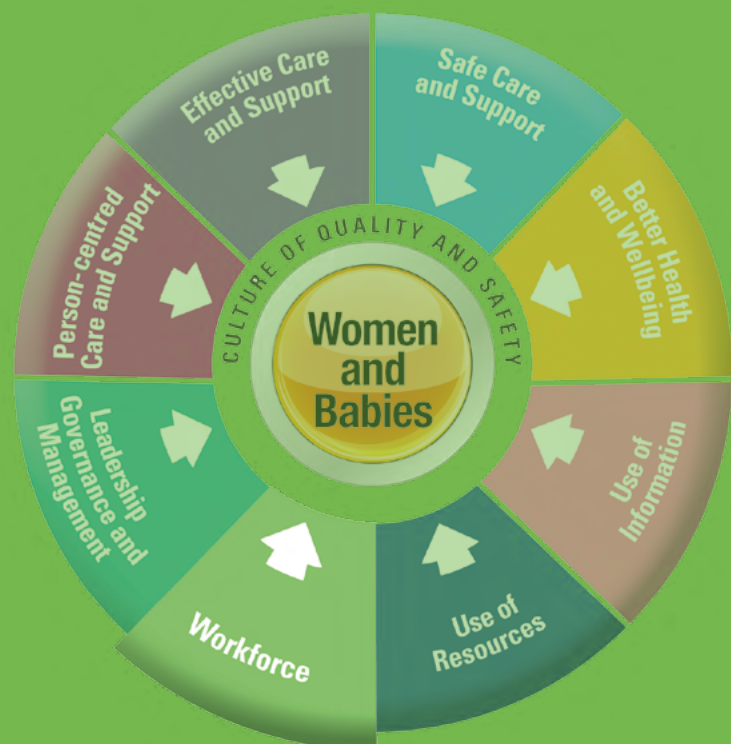 Effective Care
and Support
Safe Care
and Support
Better Health
and Wellbeing
Use of
Information
Use of
Resources
Workforce
Leadership
Governance and
Management
Person-centred
Care and Support
CULTURE OF QUALITY AND SAFETY
Women
and
Babies